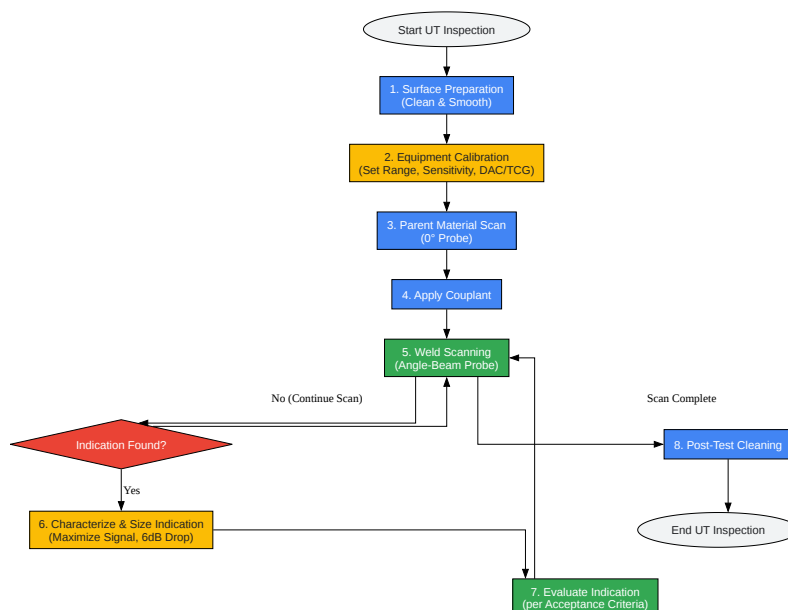 Start UT Inspection
1. Surface Preparation
(Clean & Smooth)
2. Equipment Calibration
(Set Range, Sensitivity, DAC/TCG)
3. Parent Material Scan
(0° Probe)
4. Apply Couplant
5. Weld Scanning
(Angle-Beam Probe)
No (Continue Scan)
Scan Complete
Indication Found?
8. Post-Test Cleaning
Yes
6. Characterize & Size Indication
(Maximize Signal, 6dB Drop)
End UT Inspection
7. Evaluate Indication
(per Acceptance Criteria)